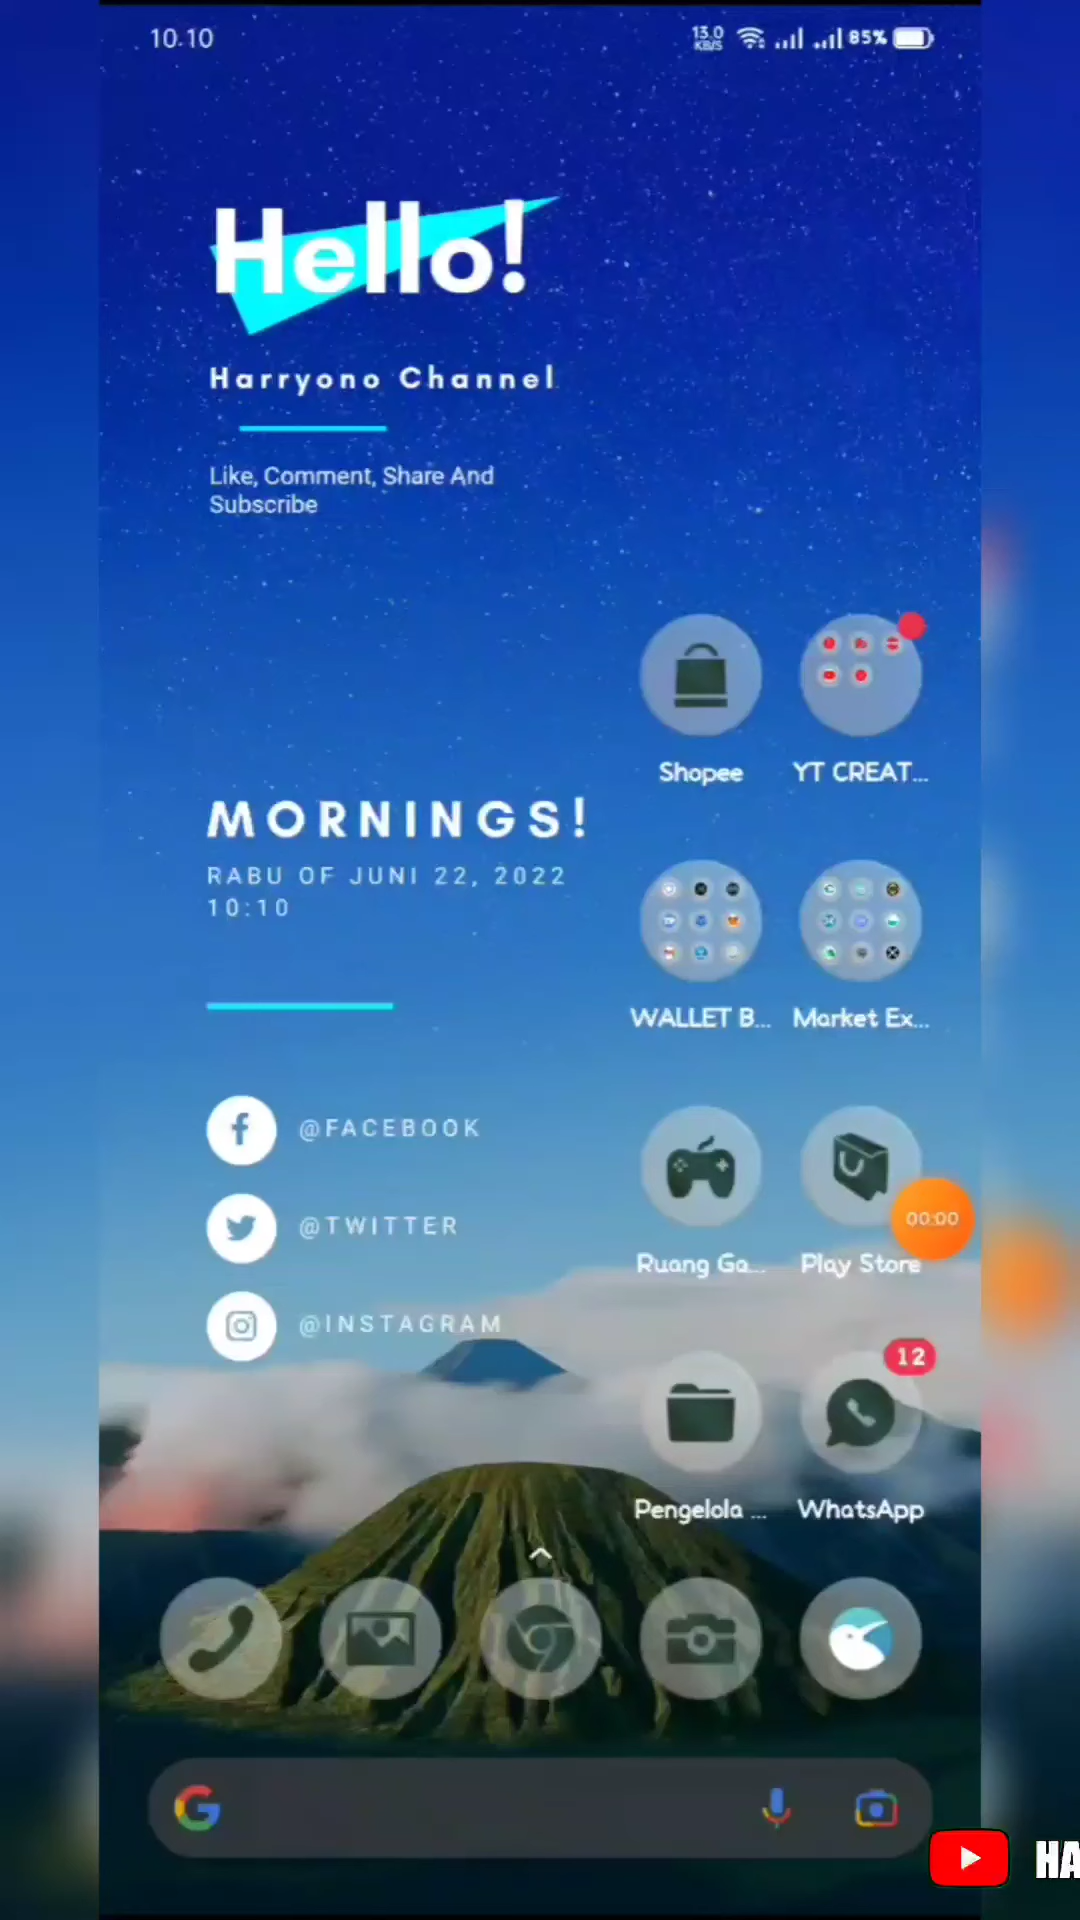 10.10
13.0
KB/S
85%
Hello!
Harryono Channel
Like, Comment, Share And
Subscribe
Shopee
YT CREAT...
MORNINGS!
RABU OF JUNI 22, 2022
10:10
WALLET B...
Market Ex...
@FACEBOOK
@TWITTER
@INSTAGRAM
Ruang Ga...
Play Store
00:00
12
Pengelola ...
WhatsApp
HA